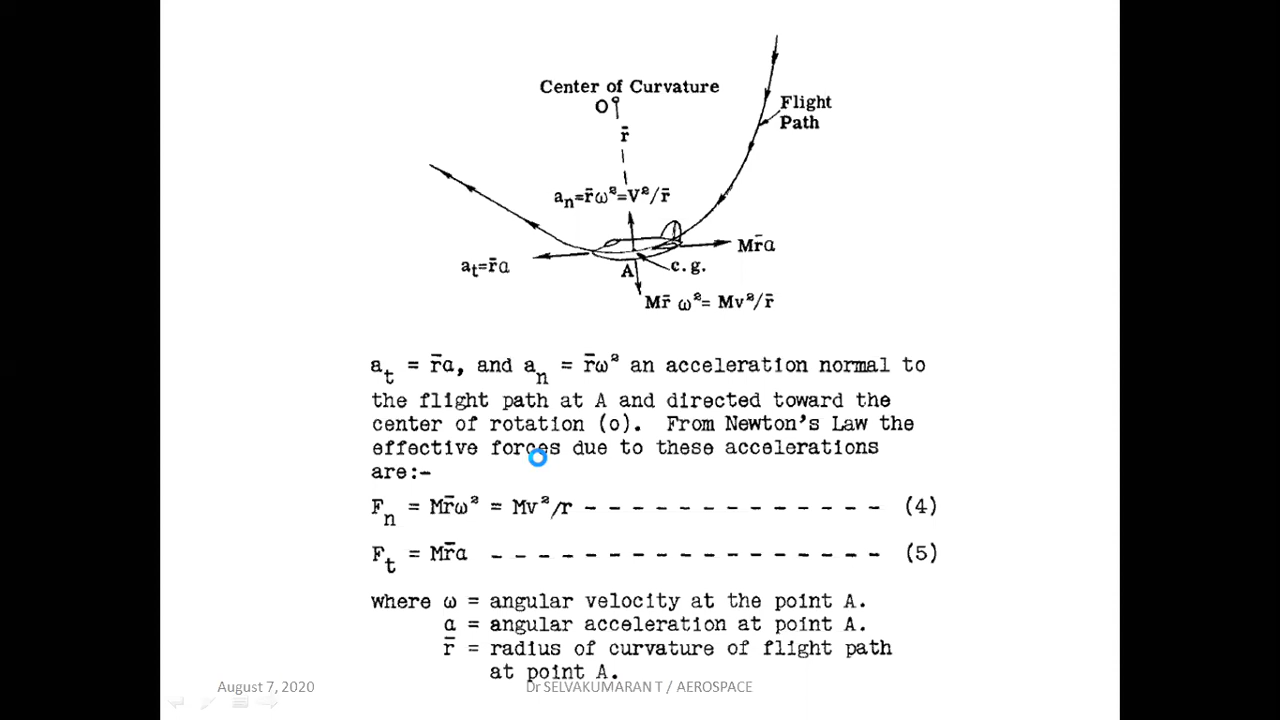 Center of Curvature
O
r̄
Flight
Path
aₙ=r̄ω²=V²/r̄
Mr̄α
aₜ=r̄α
A
c.g.
Mr̄ ω²= Mv²/r̄
aₜ = r̄α, and aₙ = r̄ω² an acceleration normal to
the flight path at A and directed toward the
center of rotation (o). From Newton's Law the
effective forces due to these accelerations
are:-
Fₙ = Mr̄ω² = Mv²/r - - - - - - - - - - - - - (4)
Fₜ = Mr̄α - - - - - - - - - - - - - - - - - (5)
where ω = angular velocity at the point A.
α = angular acceleration at point A.
r̄ = radius of curvature of flight path
at point A.
August 7, 2020
Dr SELVAKUMARAN T / AEROSPACE